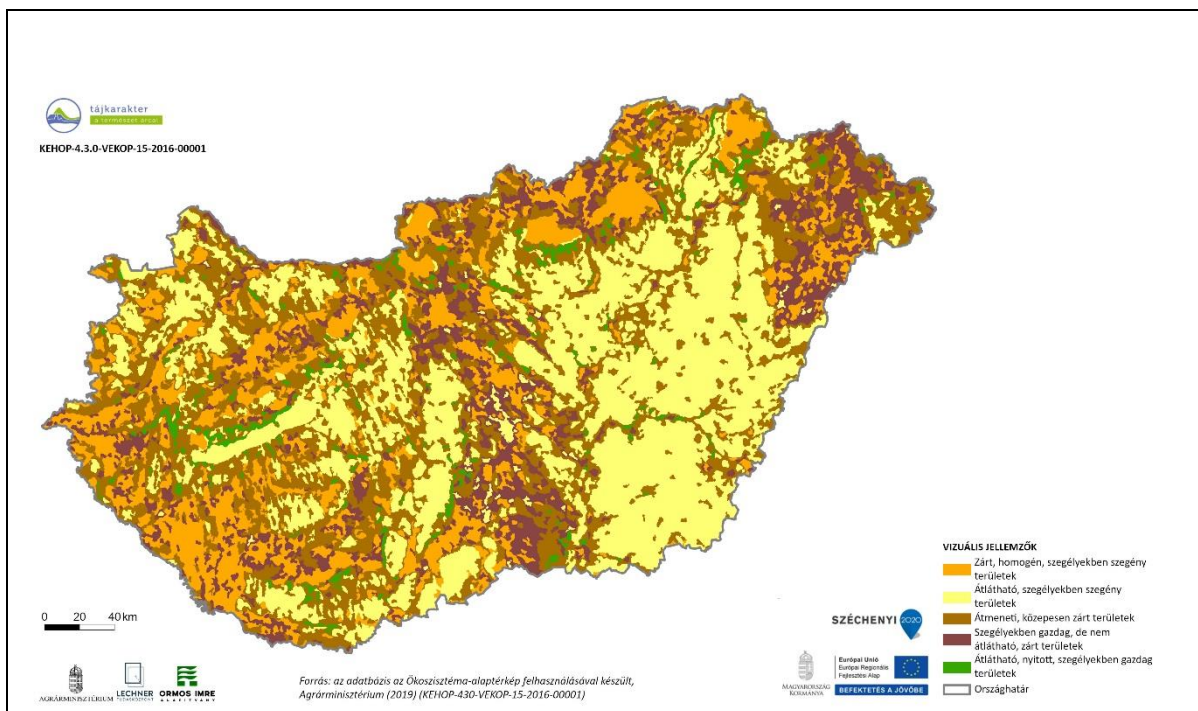 tájkarakter
a természet arcai
KEHOP-4.3.0-VEKOP-15-2016-00001
VIZUÁLIS JELLEMZŐK
Zárt, homogén, szegélyekben szegény
területek
Átlátható, szegélyekben szegény
területek
Átmeneti, közepesen zárt területek
Szegélyekben gazdag, de nem
átlátható, zárt területek
Átlátható, nyitott, szegélyekben gazdag
területek
Országhatár
0 20 40 km
SZÉCHENYI 2020
AGRÁRMINISZTÉRIUM
LECHNER
TUDÁSKÖZPONT
ORMOS IMRE
ALAPÍTVÁNY
Forrás: az adatbázis az Ökoszisztéma-alaptérkép felhasználásával készült,
Agrárminisztérium (2019) (KEHOP-430-VEKOP-15-2016-00001)
MAGYARORSZÁG
KORMÁNYA
Európai Unió
Európai Regionális
Fejlesztési Alap
BEFEKTETÉS A JÖVŐBE